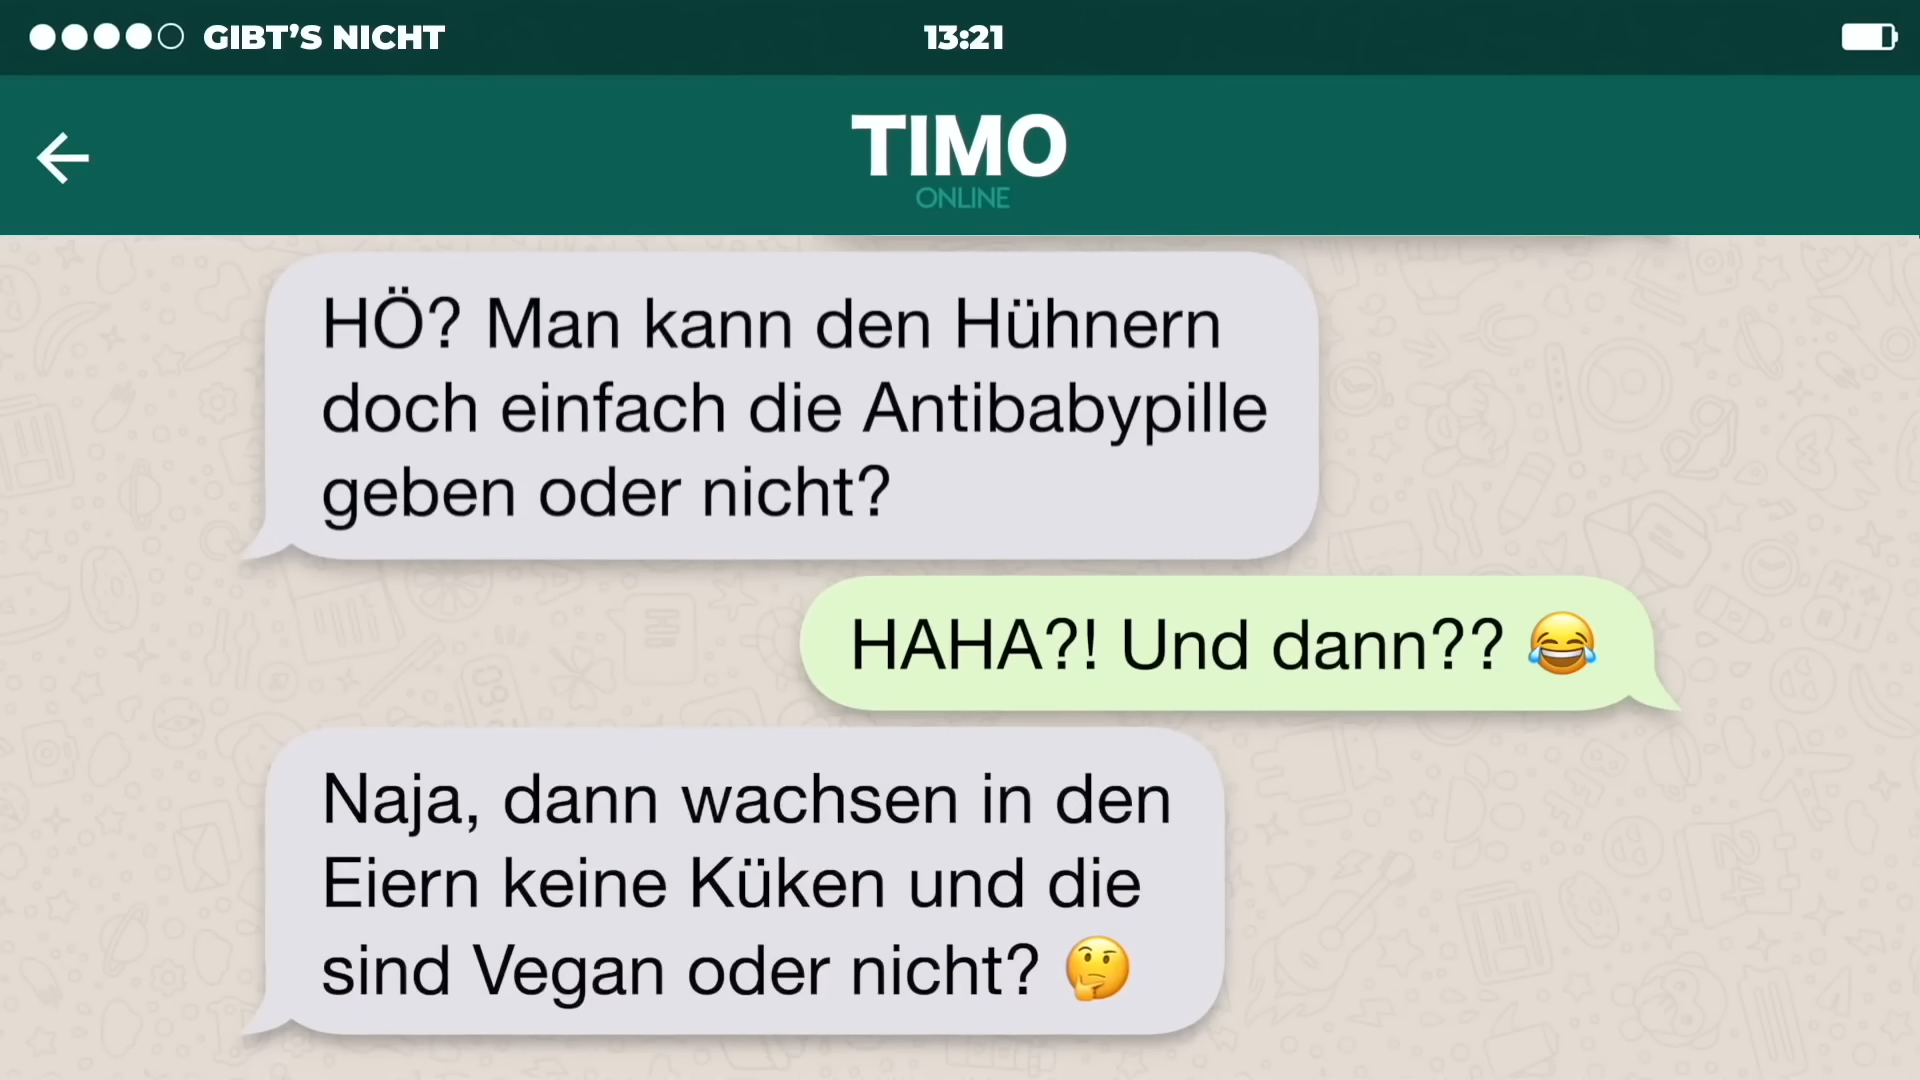 GIBT'S NICHT
13:21
TIMO
ONLINE
HÖ? Man kann den Hühnern
doch einfach die Antibabypille
geben oder nicht?
HAHA?! Und dann?? 😂
Naja, dann wachsen in den
Eiern keine Küken und die
sind Vegan oder nicht? 🤔